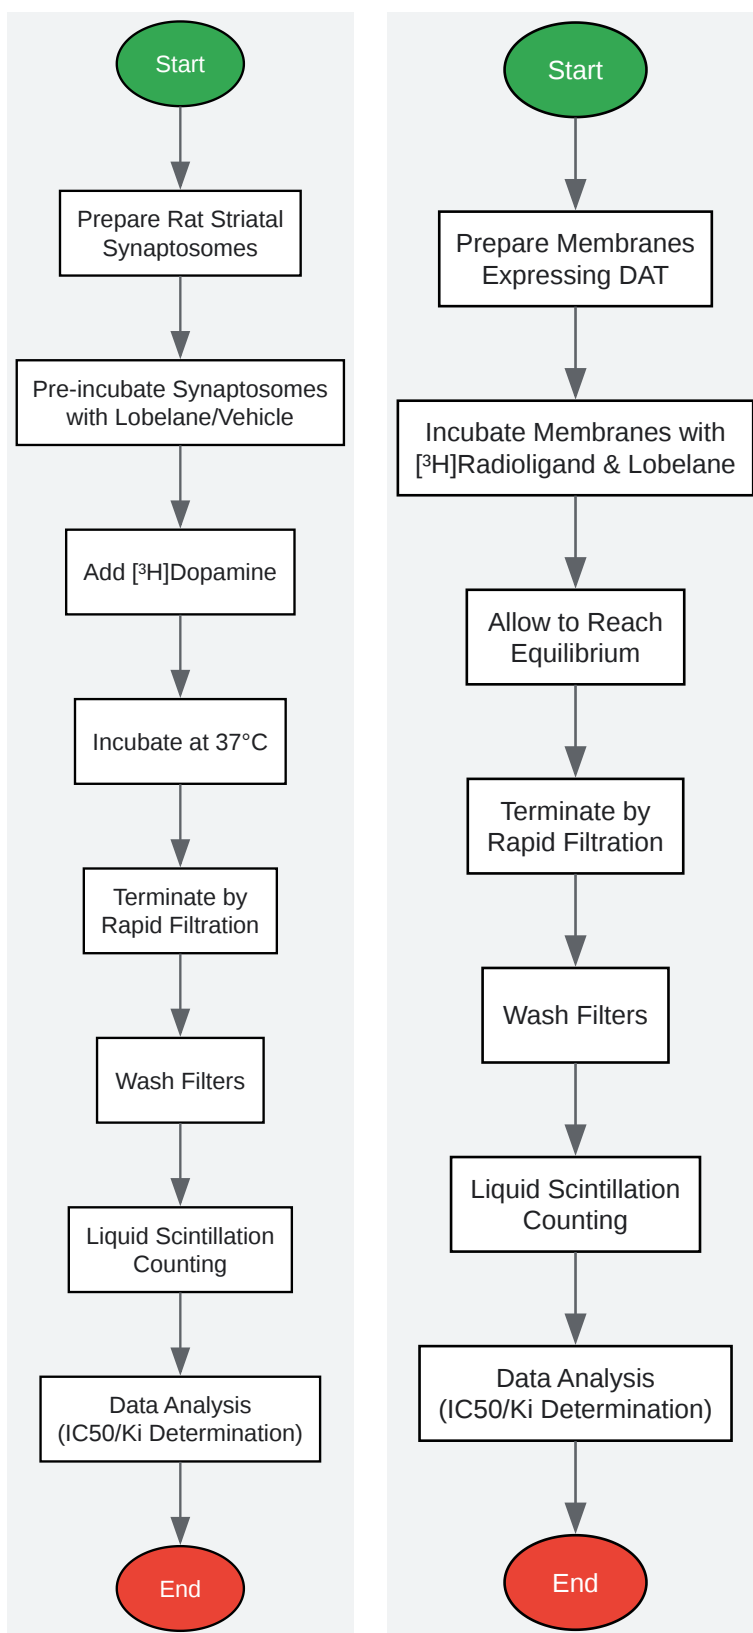 Start
Prepare Rat Striatal
Synaptosomes
Pre-incubate Synaptosomes
with Lobelane/Vehicle
Add [³H]Dopamine
Incubate at 37°C
Terminate by
Rapid Filtration
Wash Filters
Liquid Scintillation
Counting
Data Analysis
(IC50/Ki Determination)
End
Start
Prepare Membranes
Expressing DAT
Incubate Membranes with
[³H]Radioligand & Lobelane
Allow to Reach
Equilibrium
Terminate by
Rapid Filtration
Wash Filters
Liquid Scintillation
Counting
Data Analysis
(IC50/Ki Determination)
End